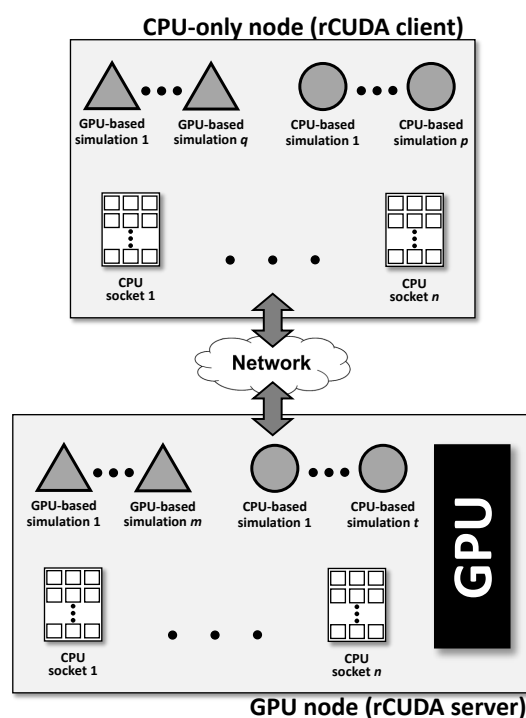 CPU-only node (rCUDA client)
GPU-based
simulation 1
GPU-based
simulation q
CPU-based
simulation 1
CPU-based
simulation p
CPU
socket 1
CPU
socket n
Network
GPU-based
simulation 1
GPU-based
simulation m
CPU-based
simulation 1
CPU-based
simulation t
GPU
CPU
socket 1
CPU
socket n
GPU node (rCUDA server)